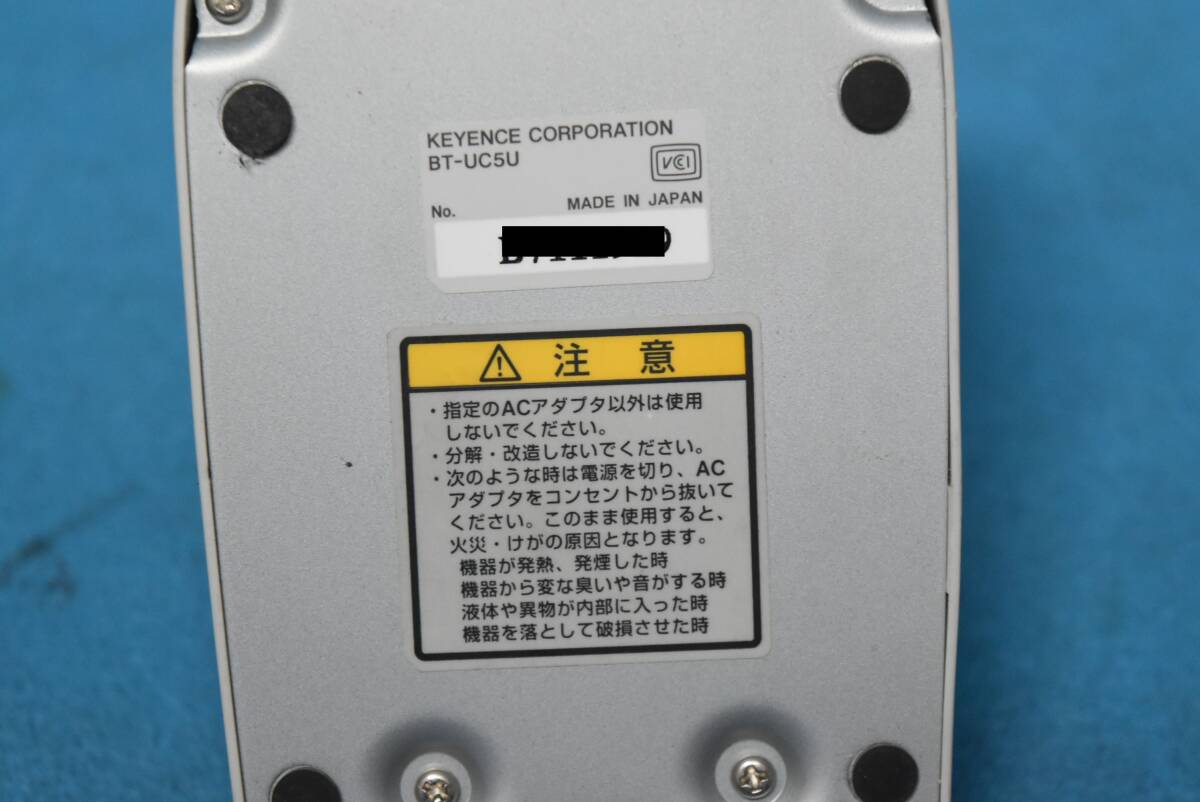 KEYENCE CORPORATION
BT-UC5U
VCI
No. MADE IN JAPAN
注 意
・指定のACアダプタ以外は使用
しないでください。
・分解・改造しないでください。
・次のような時は電源を切り、AC
アダプタをコンセントから抜いて
ください。このまま使用すると、
火災・けがの原因となります。
機器が発熱、発煙した時
機器から変な臭いや音がする時
液体や異物が内部に入った時
機器を落として破損させた時